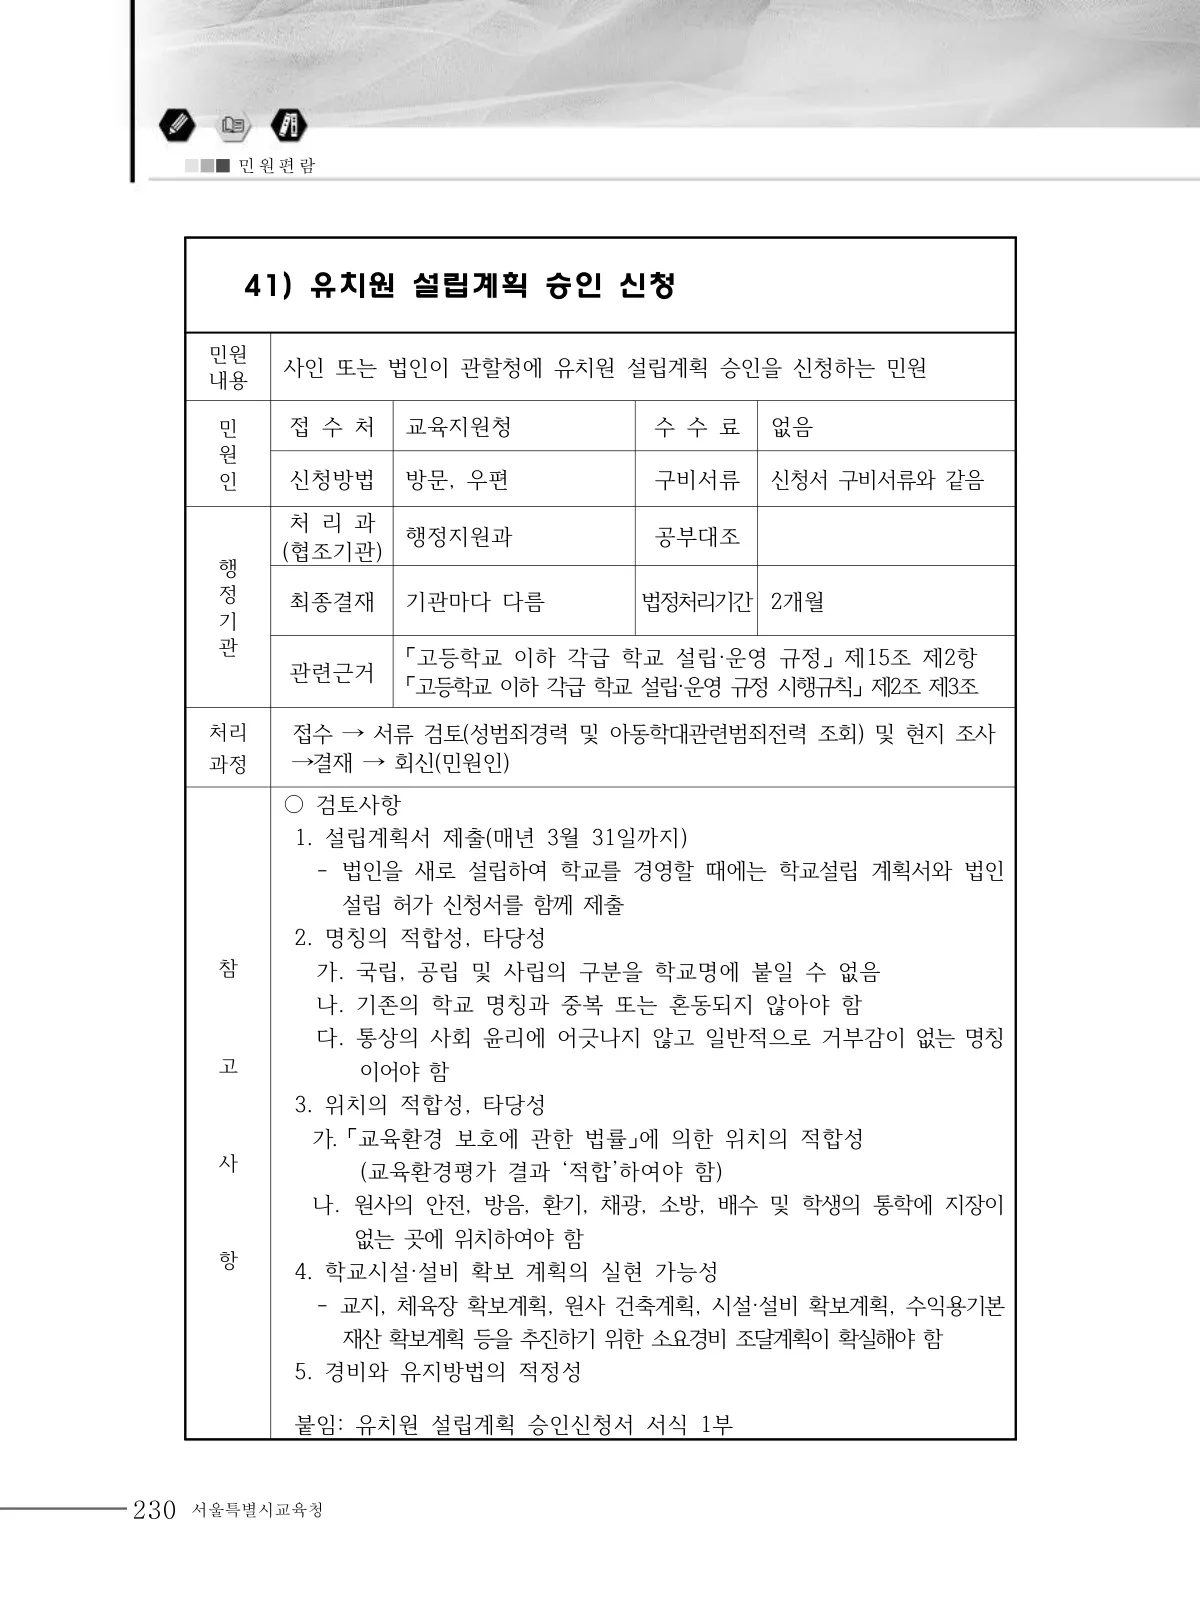 민원편람
41) 유치원 설립계획 승인 신청
민원
내용
사인 또는 법인이 관할청에 유치원 설립계획 승인을 신청하는 민원
민
원
인
접 수 처
교육지원청
수 수 료
없음
신청방법
방문, 우편
구비서류
신청서 구비서류와 같음
행
정
기
관
처 리 과
(협조기관)
행정지원과
공부대조
최종결재
기관마다 다름
법정처리기간
2개월
관련근거
「고등학교 이하 각급 학교 설립·운영 규정」 제15조 제2항
「고등학교 이하 각급 학교 설립·운영 규정 시행규칙」 제2조 제3조
처리
과정
접수 → 서류 검토(성범죄경력 및 아동학대관련범죄전력 조회) 및 현지 조사
→결재 → 회신(민원인)
참
고
사
항
○ 검토사항
1. 설립계획서 제출(매년 3월 31일까지)
- 법인을 새로 설립하여 학교를 경영할 때에는 학교설립 계획서와 법인
설립 허가 신청서를 함께 제출
2. 명칭의 적합성, 타당성
가. 국립, 공립 및 사립의 구분을 학교명에 붙일 수 없음
나. 기존의 학교 명칭과 중복 또는 혼동되지 않아야 함
다. 통상의 사회 윤리에 어긋나지 않고 일반적으로 거부감이 없는 명칭
이어야 함
3. 위치의 적합성, 타당성
가. 「교육환경 보호에 관한 법률」에 의한 위치의 적합성
(교육환경평가 결과 ‘적합’하여야 함)
나. 원사의 안전, 방음, 환기, 채광, 소방, 배수 및 학생의 통학에 지장이
없는 곳에 위치하여야 함
4. 학교시설·설비 확보 계획의 실현 가능성
- 교지, 체육장 확보계획, 원사 건축계획, 시설·설비 확보계획, 수익용기본
재산 확보계획 등을 추진하기 위한 소요경비 조달계획이 확실해야 함
5. 경비와 유지방법의 적정성
붙임: 유치원 설립계획 승인신청서 서식 1부
230 서울특별시교육청